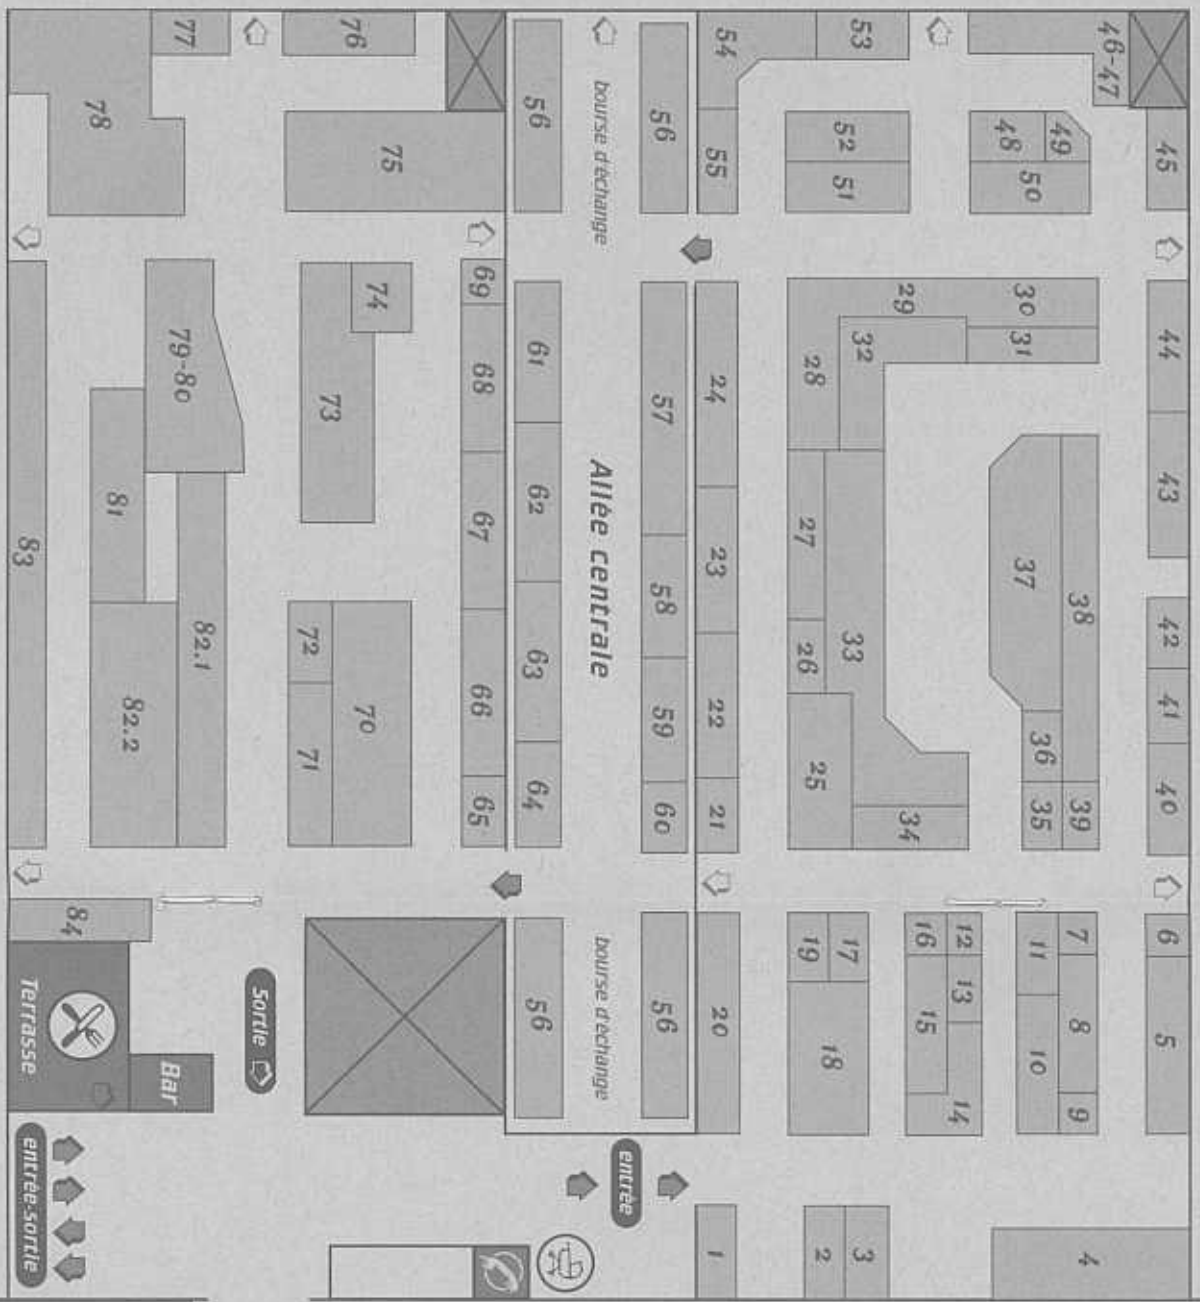 45 44 43 42 41 40 6 5
46-47
49 38 39 7 8 9 4
48 50 30 31 37 36 35 11 10
12 13 14
16 15
53 29
52 51 32 33 34 17 18 3
28 27 26 25 19 2
54 55 24 23 22 21 20 1
56 57 58 59 60 56 entrée
bourse d'échange Allée centrale bourse d'échange
56 61 62 63 64 56
69 68 67 66 65
76 75 74 70
73 72 71
Sortie
77 79-80 82.1 Bar
78 81 82.2 84
83 Terrasse entrée-sortie